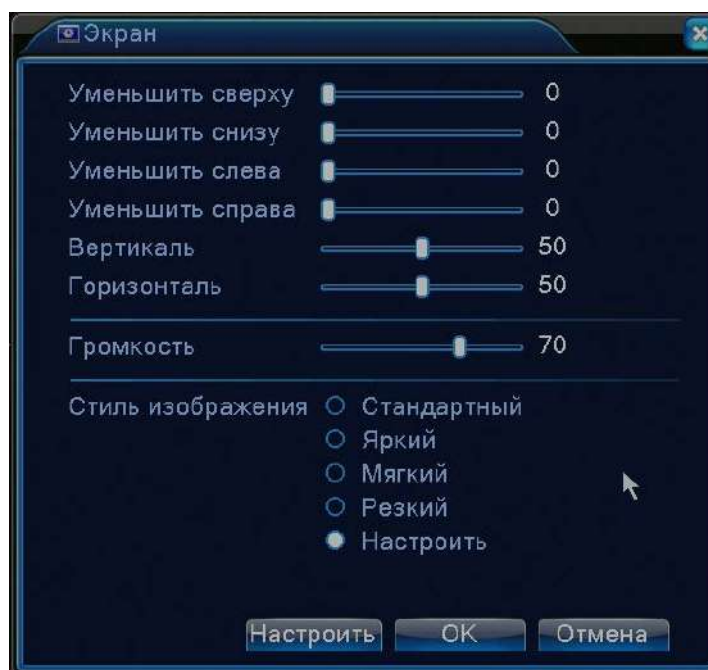 Экран
Уменьшить сверху 0
Уменьшить снизу 0
Уменьшить слева 0
Уменьшить справа 0
Вертикаль 50
Горизонталь 50
Громкость 70
Стиль изображения Стандартный
Яркий
Мягкий
Резкий
Настроить
Настроить OK Отмена